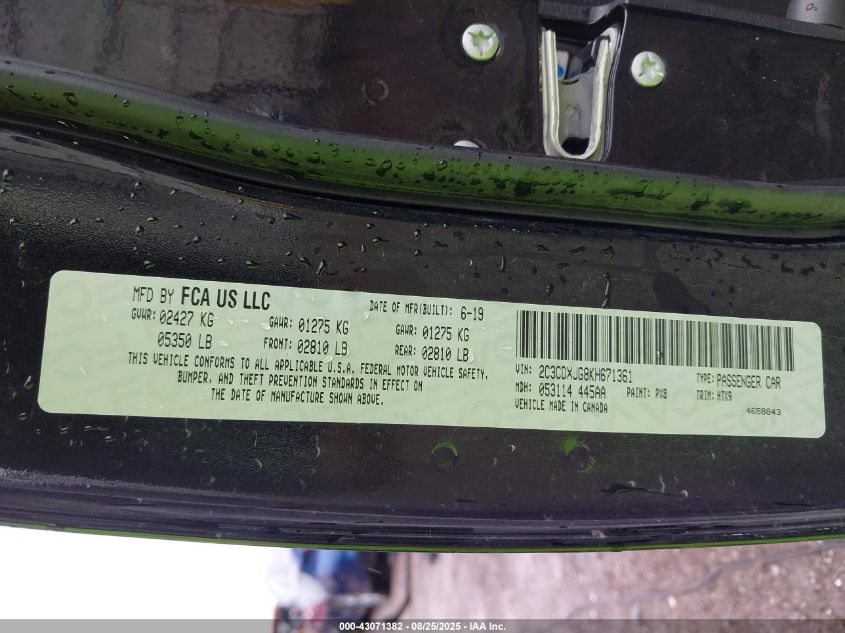 MFD BY FCA US LLC
DATE OF MFR(BUILT): 6-19
GVWR: 02427 KG
05350 LB
GAWR: 01275 KG
FRONT: 02810 LB
GAWR: 01275 KG
REAR: 02810 LB
THIS VEHICLE CONFORMS TO ALL APPLICABLE U.S.A. FEDERAL MOTOR VEHICLE SAFETY,
BUMPER, AND THEFT PREVENTION STANDARDS IN EFFECT ON
THE DATE OF MANUFACTURE SHOWN ABOVE.
VIN: 2C3CDXJG8KH671361
TYPE: PASSENGER CAR
MDH: 053114 445AA
PAINT: PX8
TRIM: HTX9
VEHICLE MADE IN CANADA
4658843
000-43071382 - 08/25/2025 - IAA Inc.